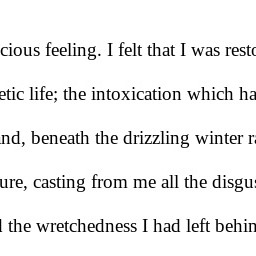 cious feeling. I felt that I was resto
etic life; the intoxication which ha
and, beneath the drizzling winter ra
ure, casting from me all the disgus
l the wretchedness I had left behin